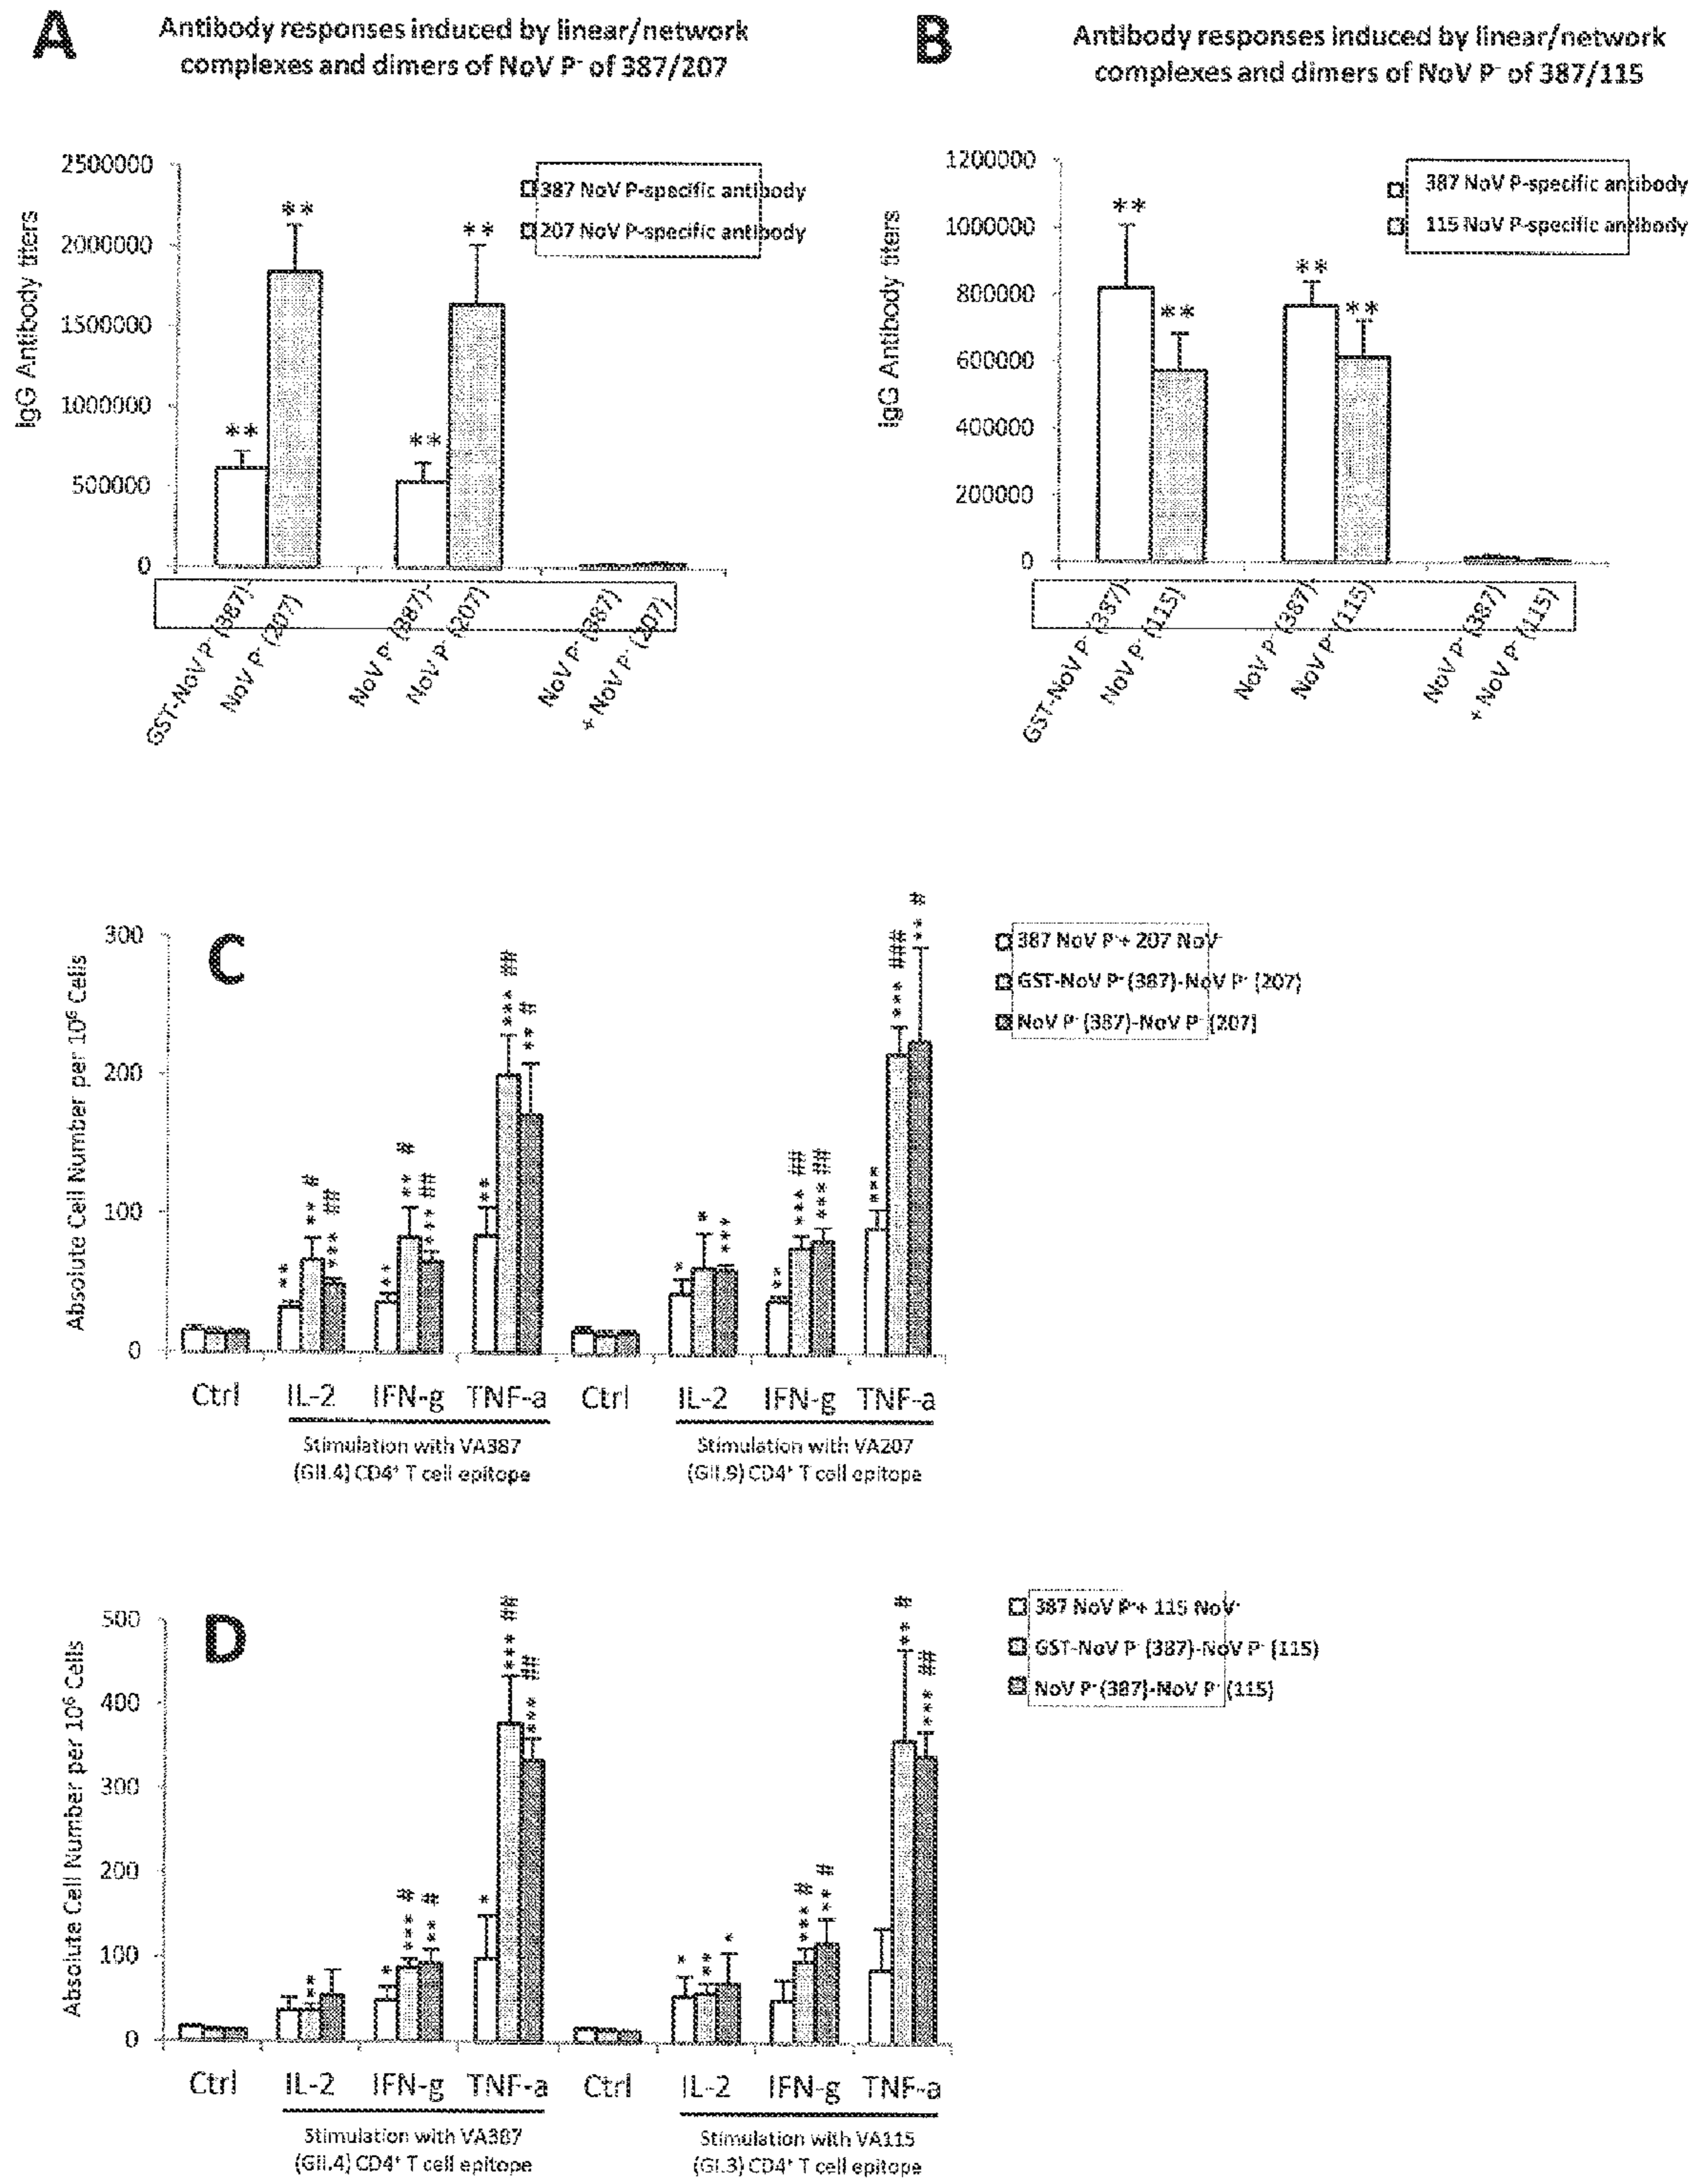 A
Antibody responses induced by linear/network
complexes and dimers of NoV P⁻ of 387/207
IgG Antibody titers
2500000
2000000
1500000
1000000
500000
0
387 NoV P-specific antibody
207 NoV P-specific antibody
**
**
**
**
GST-NoV P⁻ (387)-
NoV P⁻ (207)
NoV P⁻ (387)-
NoV P⁻ (207)
NoV P⁻ (387)
+ NoV P⁻ (207)
B
Antibody responses induced by linear/network
complexes and dimers of NoV P⁻ of 387/115
IgG Antibody titers
1200000
1000000
800000
600000
400000
200000
0
387 NoV P-specific antibody
115 NoV P-specific antibody
**
**
**
**
GST-NoV P⁻ (387)-
NoV P⁻ (115)
NoV P⁻ (387)-
NoV P⁻ (115)
NoV P⁻ (387)
+ NoV P⁻ (115)
C
Absolute Cell Number per 10⁶ Cells
300
200
100
0
387 NoV P⁻+ 207 NoV⁻
GST-NoV P⁻ (387)-NoV P⁻ (207)
NoV P⁻ (387)-NoV P⁻ (207)
** ** # *** ##
** ** # *** ##
** *** ## ** #
* * ***
** *** ## *** ##
*** *** ### ** #
Ctrl IL-2 IFN-g TNF-a Ctrl IL-2 IFN-g TNF-a
Stimulation with VA387
(GII.4) CD4⁺ T cell epitope
Stimulation with VA207
(GII.9) CD4⁺ T cell epitope
D
Absolute Cell Number per 10⁶ Cells
500
400
300
200
100
0
387 NoV P⁻+ 115 NoV⁻
GST-NoV P⁻ (387)-NoV P⁻ (115)
NoV P⁻ (387)-NoV P⁻ (115)
**
* *** # ** #
* *** ## *** ##
* ** *
*** # ** #
** # *** ##
Ctrl IL-2 IFN-g TNF-a Ctrl IL-2 IFN-g TNF-a
Stimulation with VA387
(GII.4) CD4⁺ T cell epitope
Stimulation with VA115
(GI.3) CD4⁺ T cell epitope